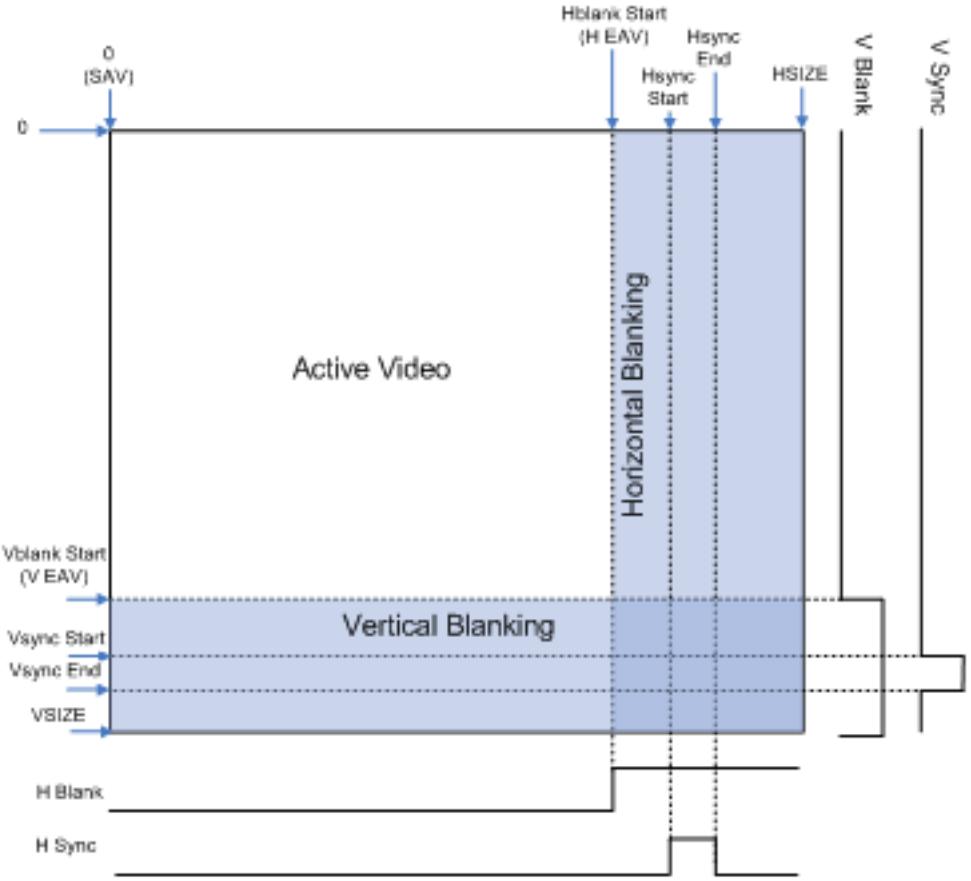 0
(SAV)
Hblank Start
(H EAV)
Hsync
Start
Hsync
End
HSIZE
V Blank
V Sync
0
Active Video
Horizontal Blanking
Vblank Start
(V EAV)
Vertical Blanking
Vsync Start
Vsync End
VSIZE
H Blank
H Sync